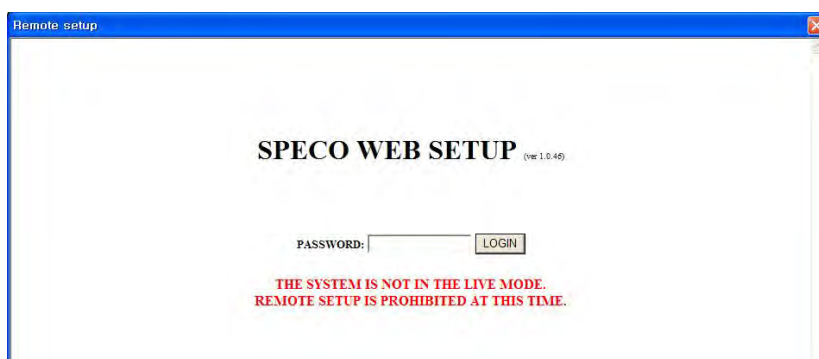 Remote setup
SPECO WEB SETUP (ver 1.0.46)
PASSWORD: LOGIN
THE SYSTEM IS NOT IN THE LIVE MODE.
REMOTE SETUP IS PROHIBITED AT THIS TIME.